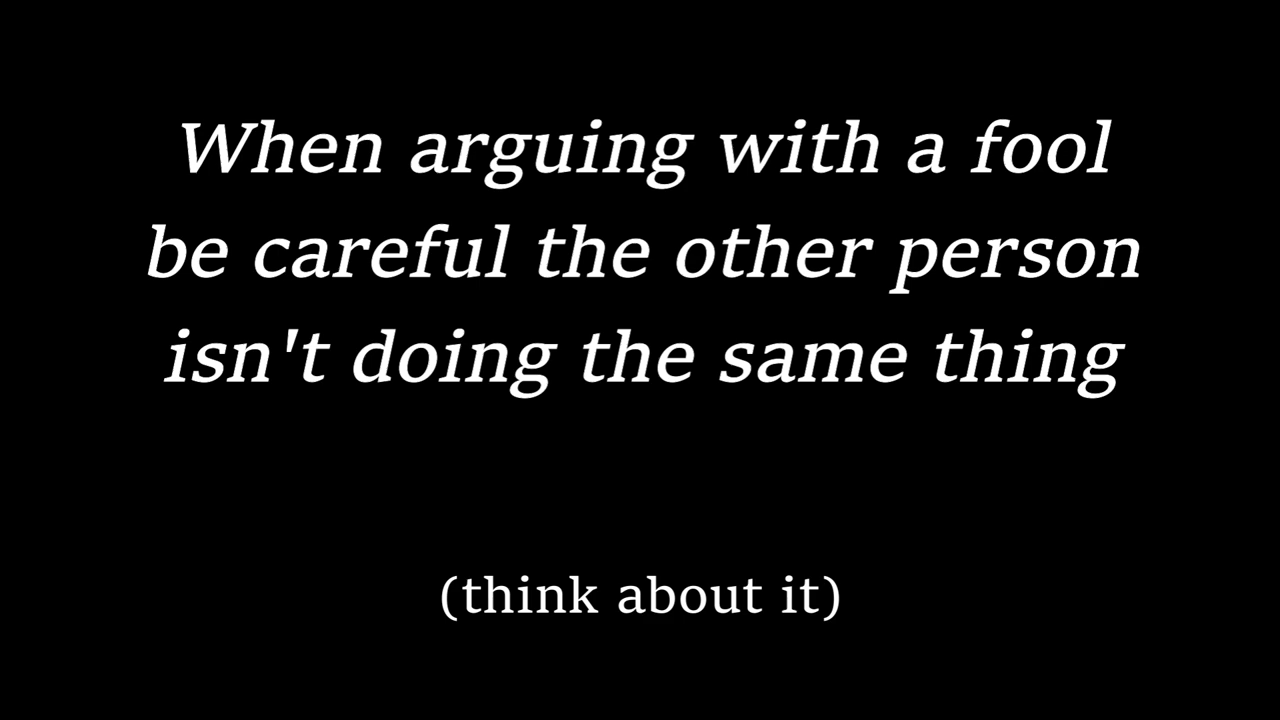 When arguing with a fool
be careful the other person
isn't doing the same thing
(think about it)